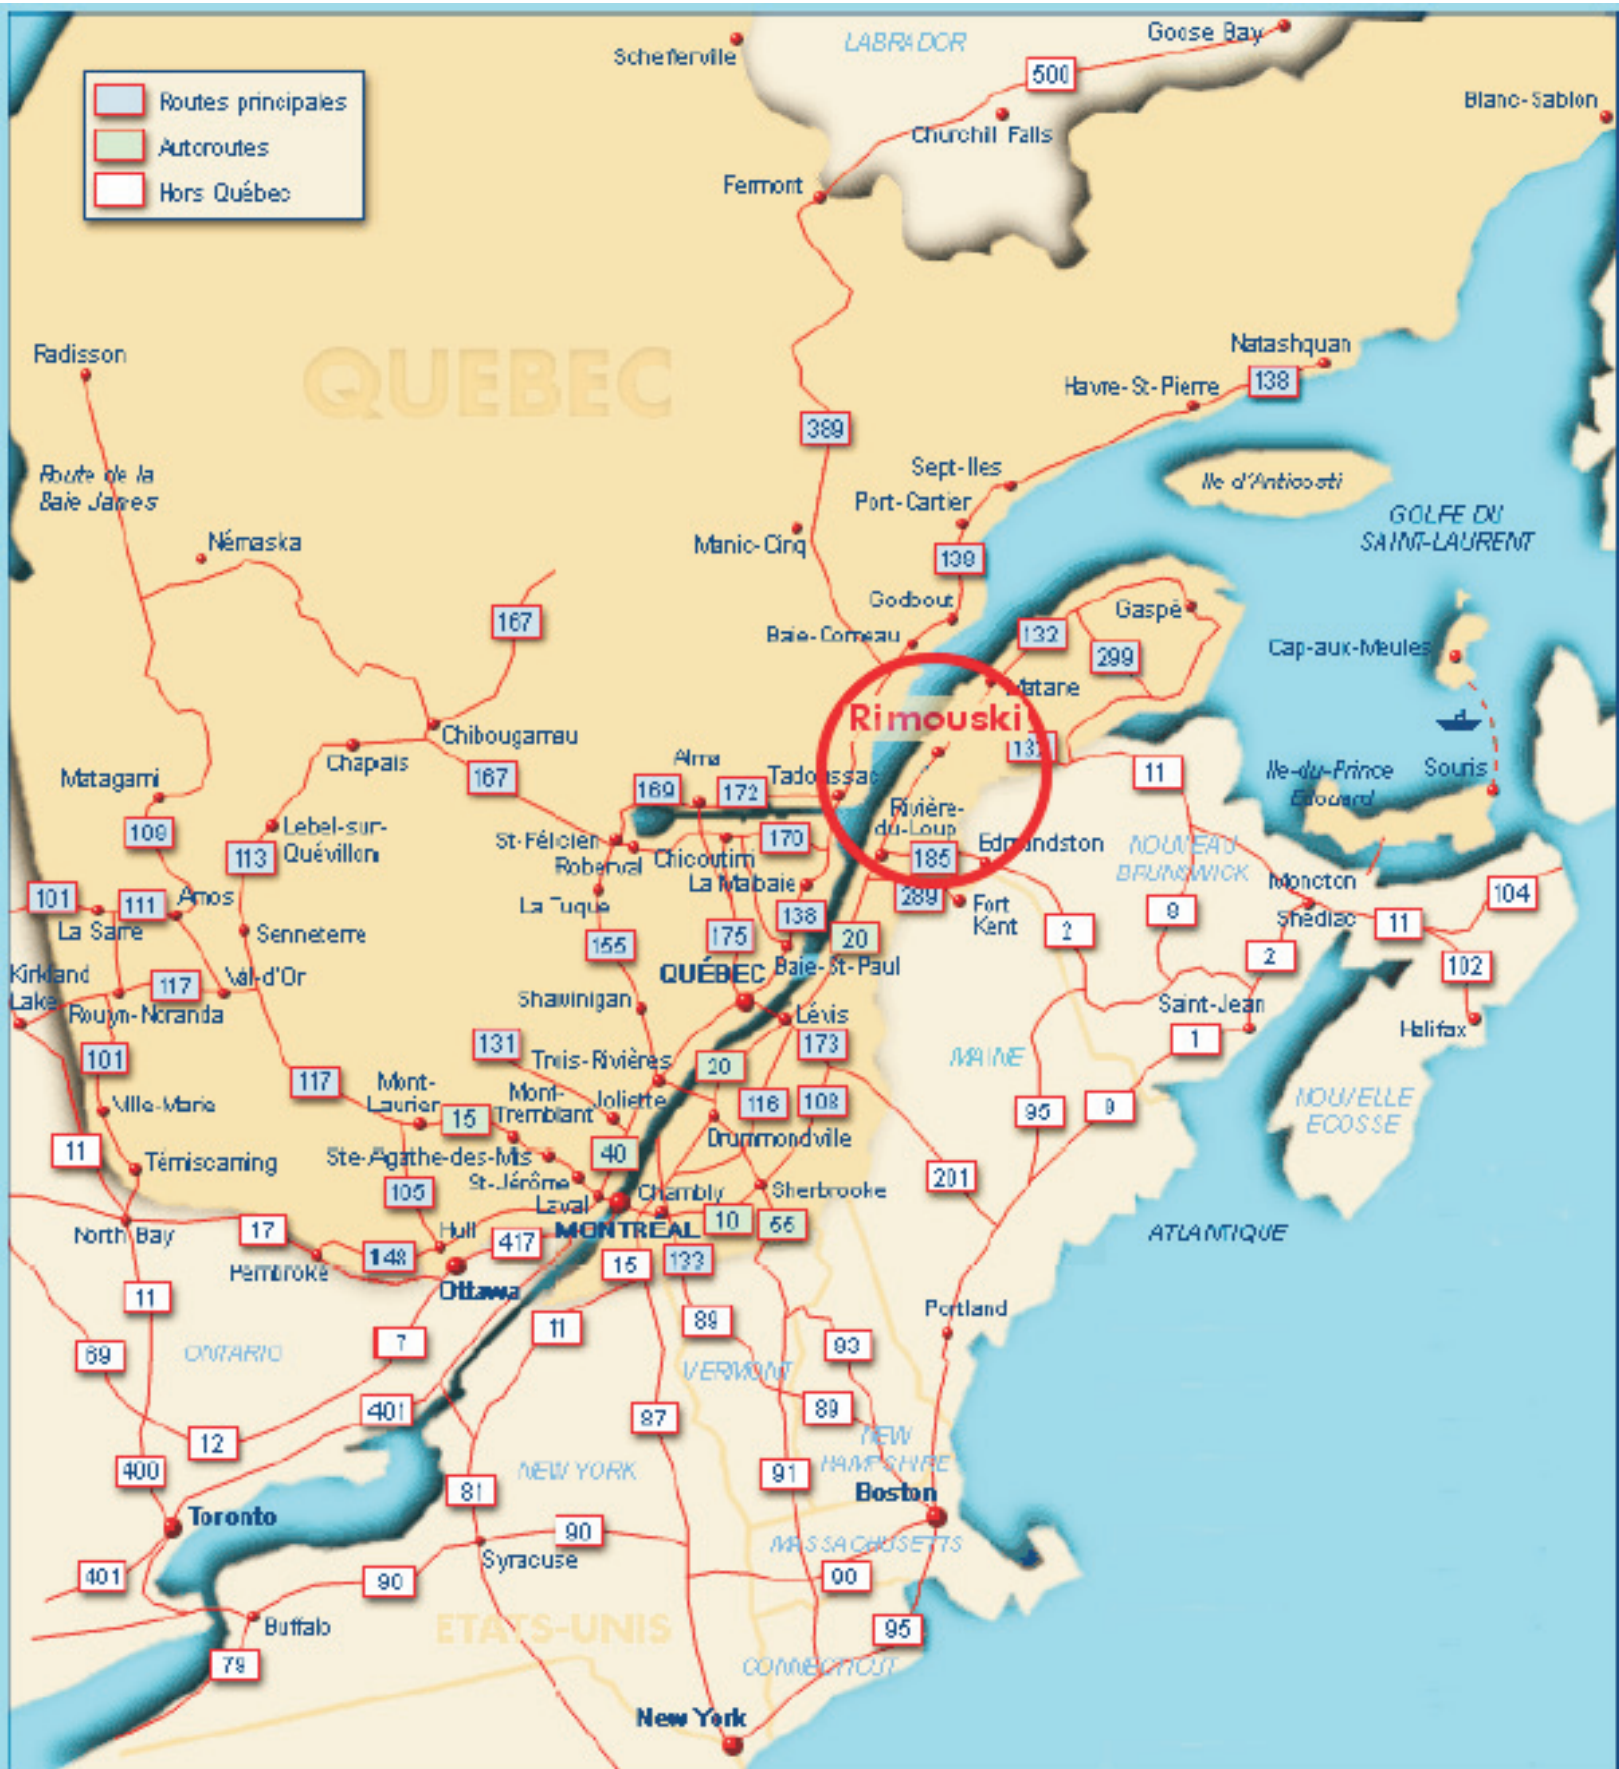 Schefferville
LABRADOR
Goose Bay
500
Routes principales
Autoroutes
Hors Québec
Churchill Falls
Blanc-Sablon
Fermont
Radisson
QUEBEC
Natashquan
138
Havre-St-Pierre
389
Route de la
Baie James
Sept-Iles
Port-Cartier
Ile d'Anticosti
GOLFE DU
SAINT-LAURENT
Némaska
Manic-Cinq
138
Godbout
Gaspé
167
Baie-Comeau
132
299
Cap-aux-Meules
Matane
Rimouski
132
Chibougamau
Chapais
Alma
Tadoussac
11
Ile-du-Prince
Edouard
Souris
Matagami
167
169
172
Rivière-
du-Loup
109
Lebel-sur-
Quévillon
113
St-Félicien
Roberval
Chicoutimi
170
185
Edmundston
NOUVEAU
BRUNSWICK
La Malbaie
289
Fort
Kent
Moncton
104
101
111
Amos
La Sarre
La Tuque
138
8
Shédiac
11
Senneterre
155
175
20
2
2
102
Kirkland
Lake
117
Val-d'Or
QUÉBEC
Baie-St-Paul
Rouyn-Noranda
Shawinigan
Lévis
Saint-Jean
1
Halifax
101
131
Trois-Rivières
20
173
MAINE
117
Mont-
Laurier
15
Mont-
Tremblant
Joliette
116
108
95
9
NOUVELLE
ECOSSE
Ville-Marie
Drummondville
11
Témiscaming
Ste-Agathe-des-Mts
40
105
St-Jérôme
Laval
Chambly
Sherbrooke
201
North Bay
17
Hull
417
MONTRÉAL
10
55
ATLANTIQUE
Pembroke
148
Ottawa
15
133
11
7
11
89
Portland
69
ONTARIO
VERMONT
93
401
87
89
12
NEW
HAMPSHIRE
400
NEW YORK
91
81
Boston
Toronto
90
MASSACHUSETTS
401
90
Syracuse
90
Buffalo
ETATS-UNIS
95
79
CONNECTICUT
New York